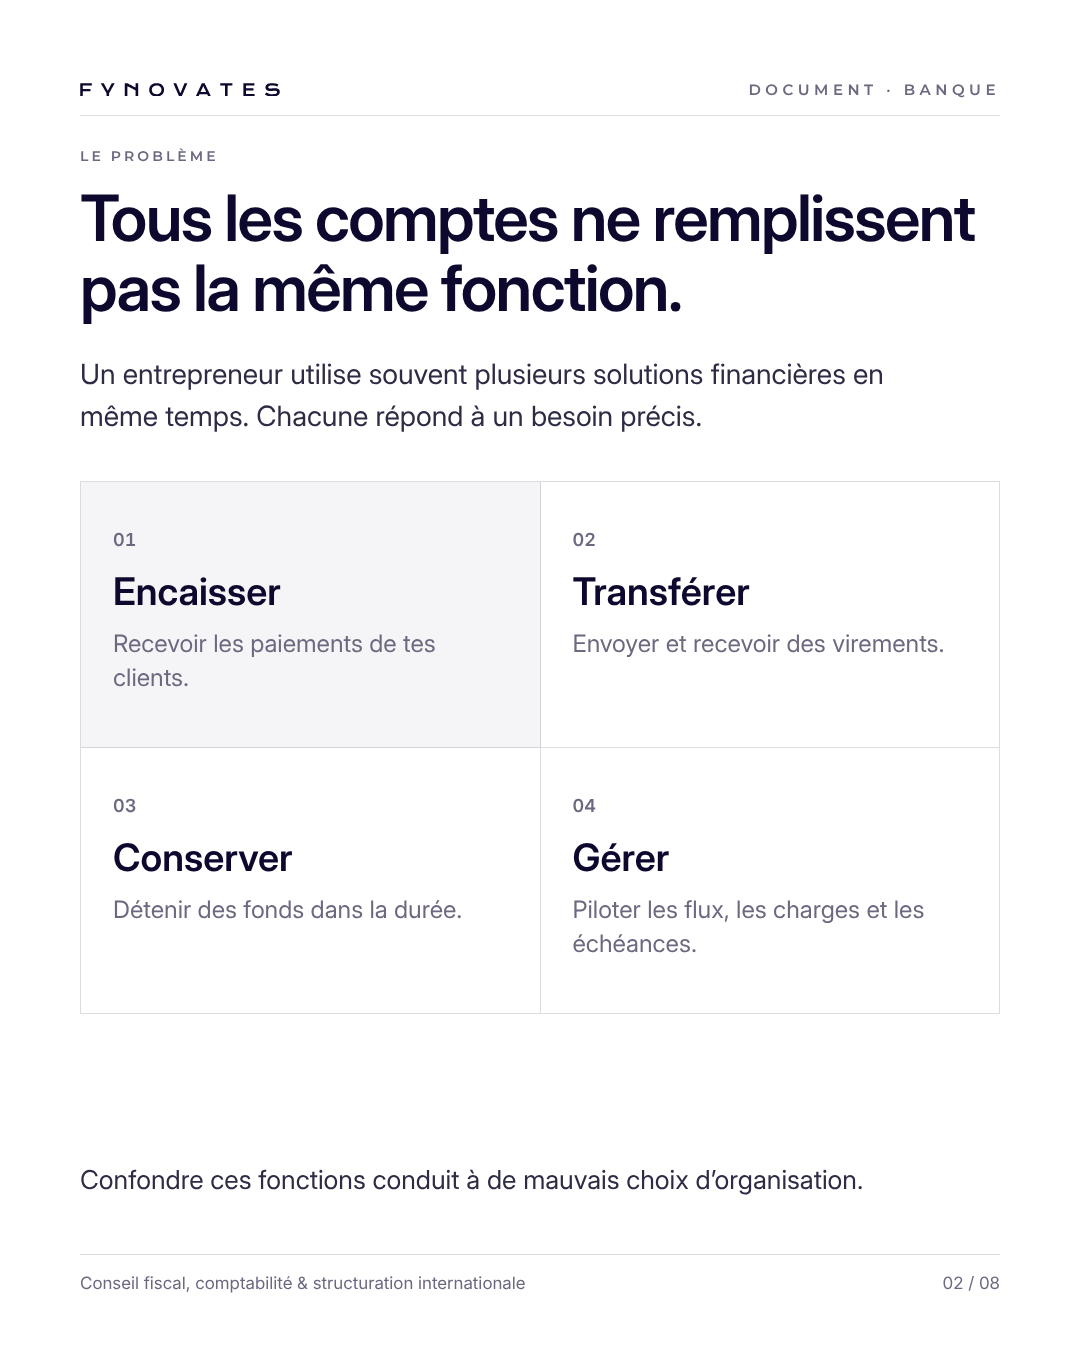 FYNOVATES
DOCUMENT · BANQUE
LE PROBLÈME
Tous les comptes ne remplissent
pas la même fonction.
Un entrepreneur utilise souvent plusieurs solutions financières en
même temps. Chacune répond à un besoin précis.
01
Encaisser
Recevoir les paiements de tes
clients.
02
Transférer
Envoyer et recevoir des virements.
03
Conserver
Détenir des fonds dans la durée.
04
Gérer
Piloter les flux, les charges et les
échéances.
Confondre ces fonctions conduit à de mauvais choix d’organisation.
Conseil fiscal, comptabilité & structuration internationale
02 / 08